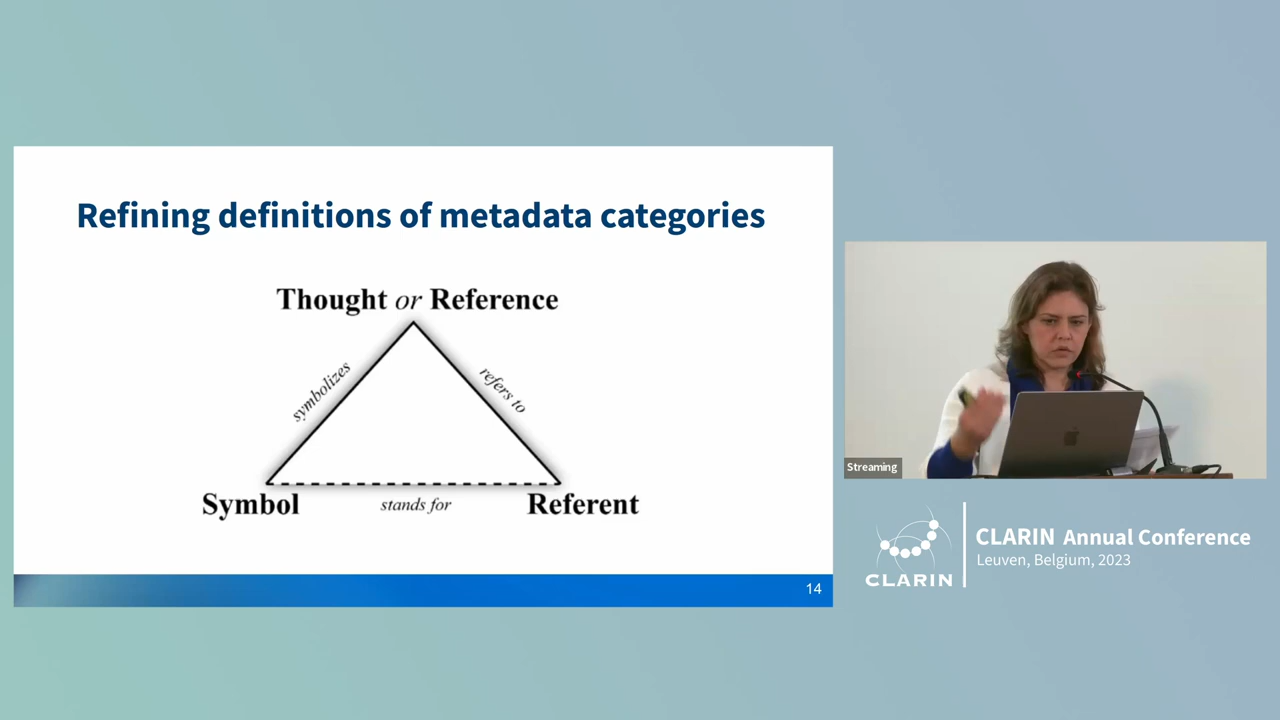 Refining definitions of metadata categories
Thought or Reference
symbolizes
refers to
Symbol
stands for
Referent
14
Streaming
CLARIN
CLARIN Annual Conference
Leuven, Belgium, 2023